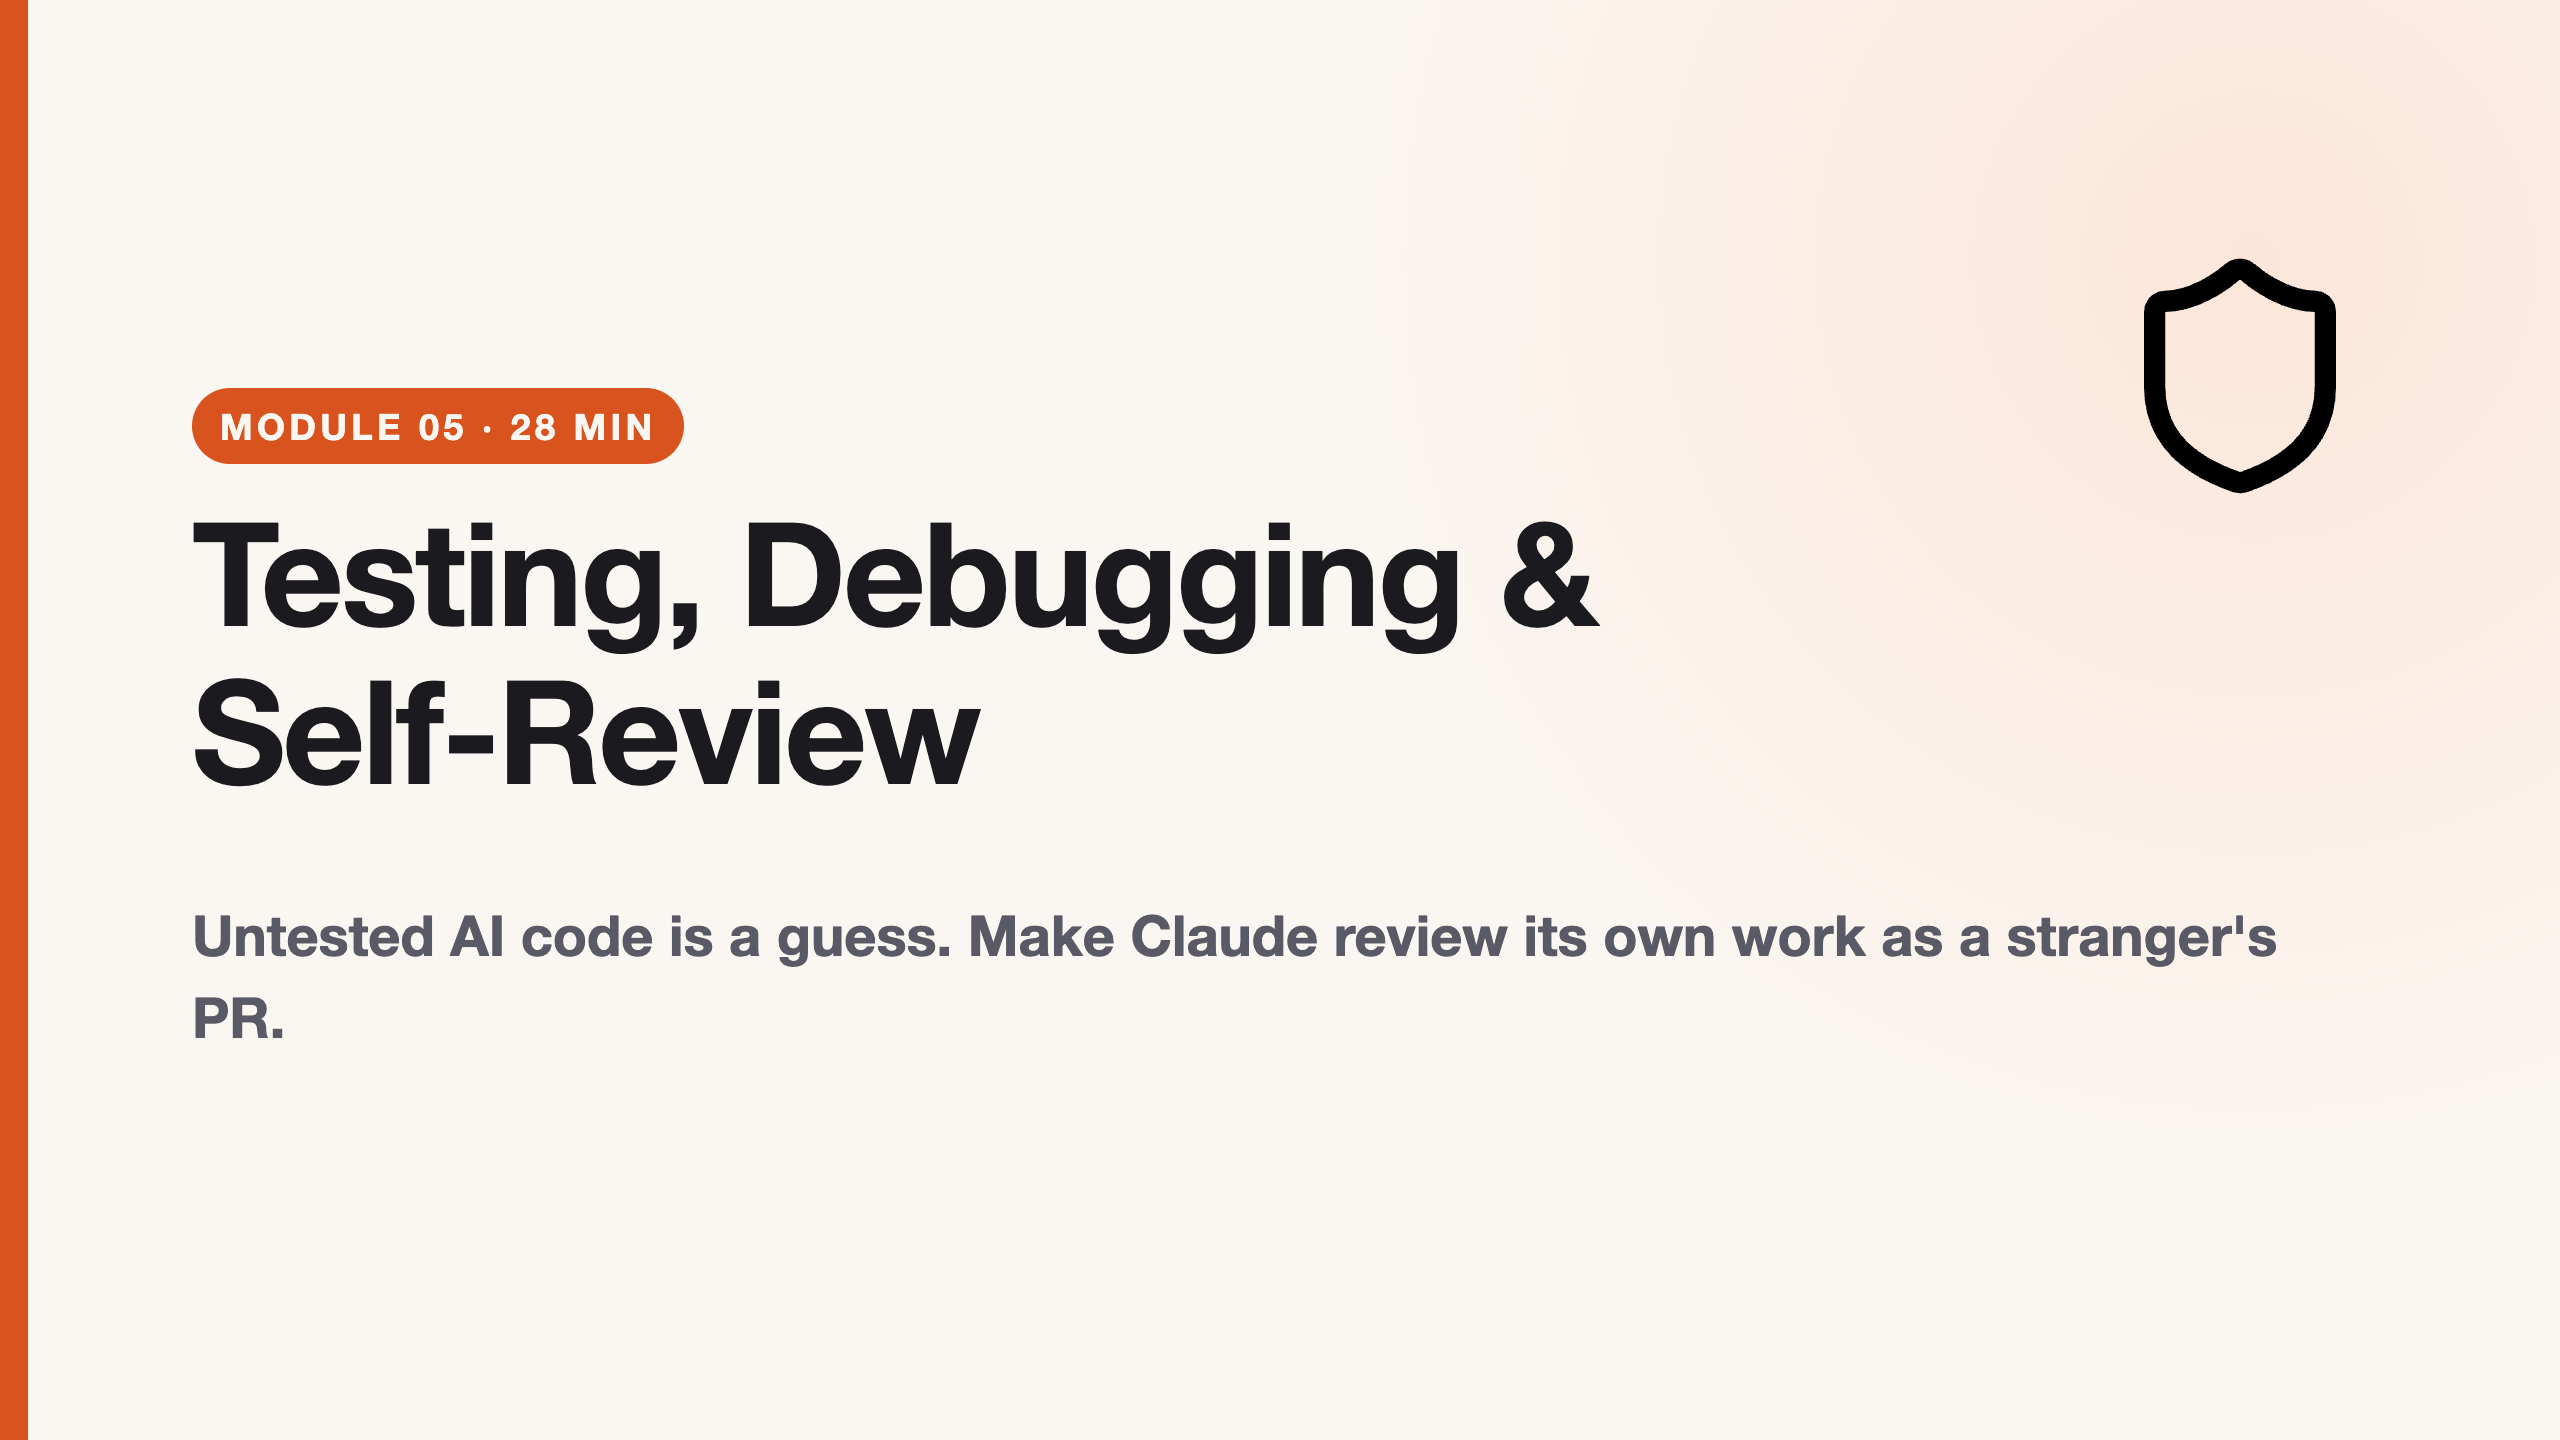 MODULE 05 · 28 MIN
Testing, Debugging &
Self-Review
Untested AI code is a guess. Make Claude review its own work as a stranger's
PR.